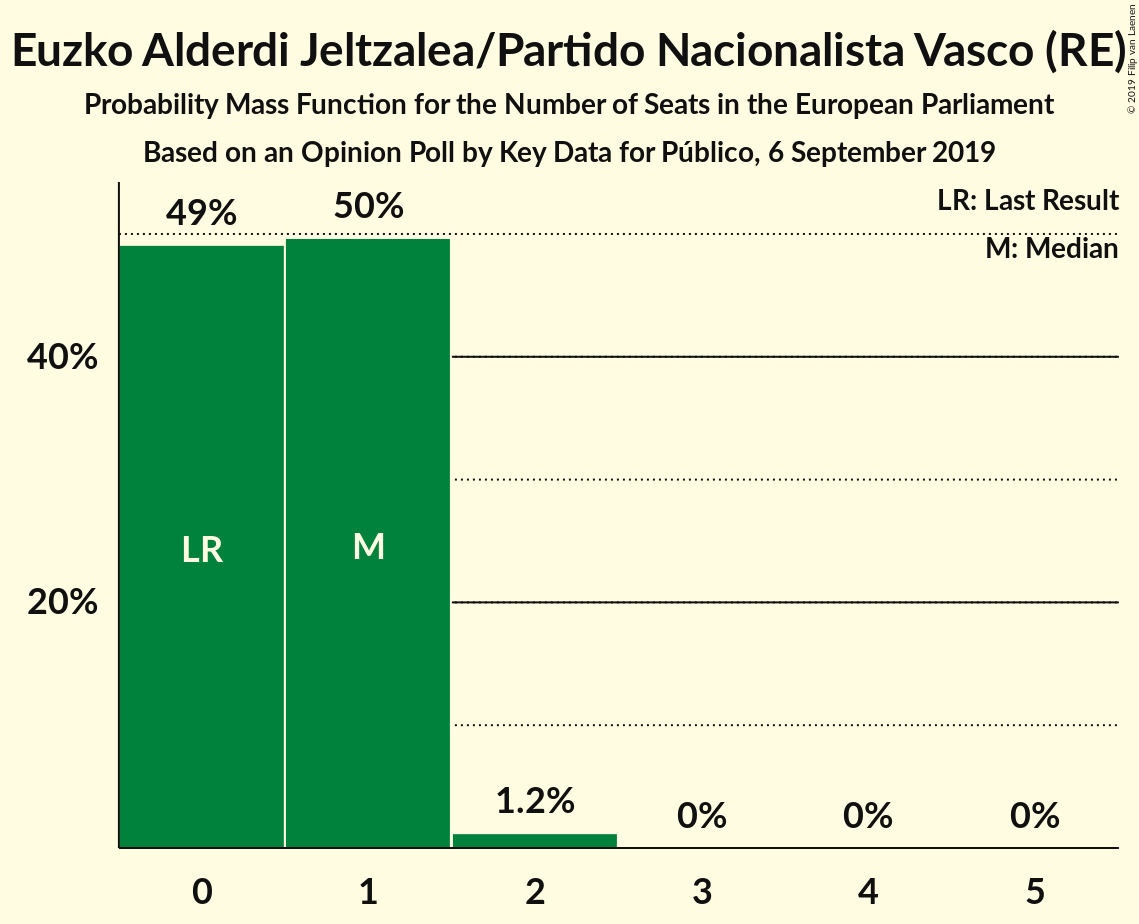 Euzko Alderdi Jeltzalea/Partido Nacionalista Vasco (RE)
© 2019 Filip van Laenen
Probability Mass Function for the Number of Seats in the European Parliament
Based on an Opinion Poll by Key Data for Público, 6 September 2019
LR: Last Result
M: Median
49%
50%
40%
LR
M
20%
1.2%
0%
0%
0%
0
1
2
3
4
5